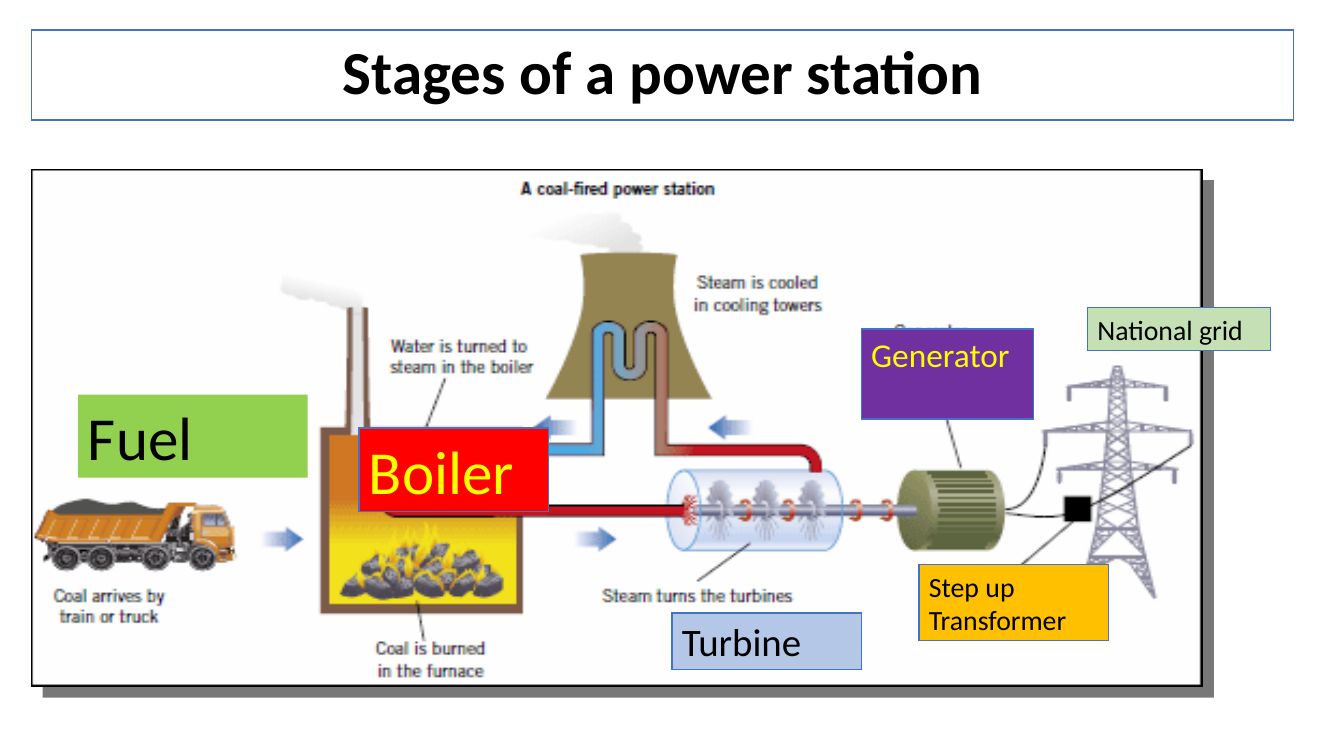 Stages of a power station
A coal-fired power station
Steam is cooled
in cooling towers
National grid
Generator
Water is turned to
steam in the boiler
Fuel
Boiler
Coal arrives by
train or truck
Steam turns the turbines
Step up
Transformer
Turbine
Coal is burned
in the furnace